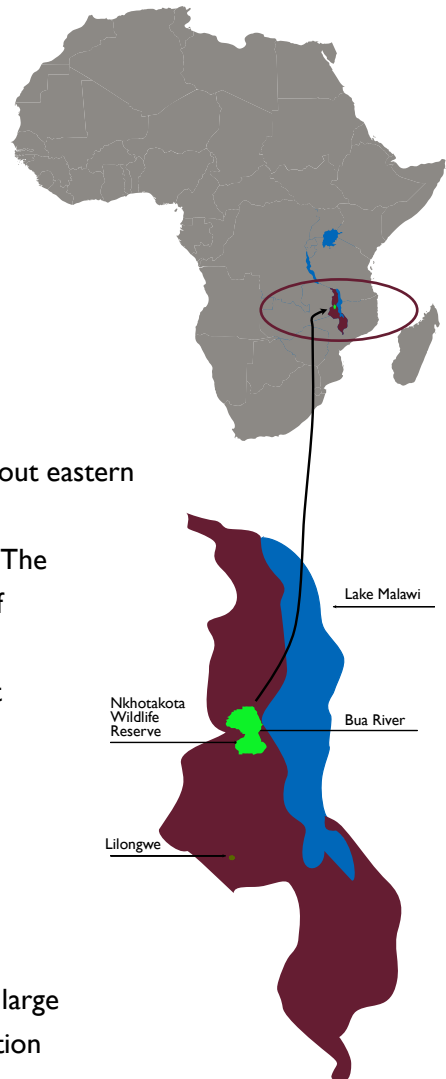 out eastern
The
f
t
large
tion
Lake Malawi
Nkhotakota
Wildlife
Reserve
Bua River
Lilongwe